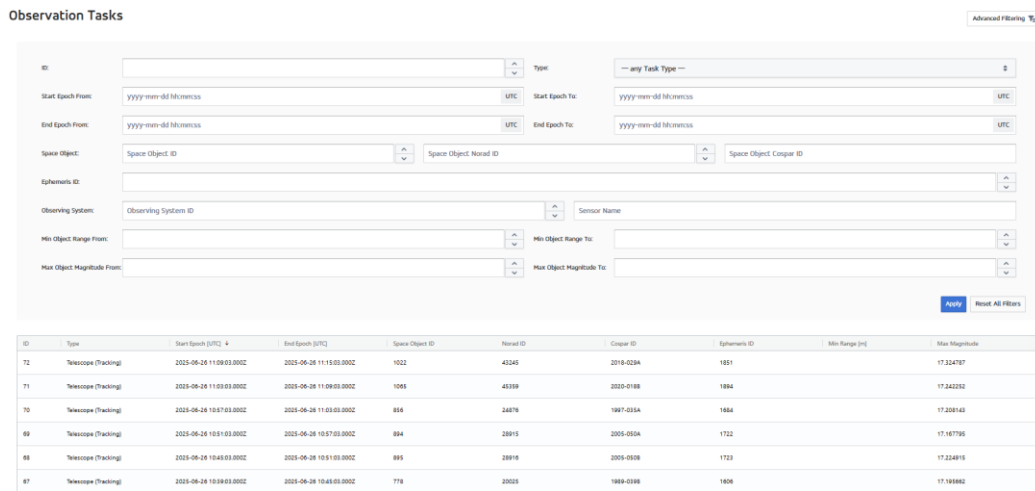 Observation Tasks
Advanced Filtering
ID:
Type:
--- any Task Type ---
Start Epoch From:
yyyy-mm-dd hh:mm:ss
UTC
Start Epoch To:
yyyy-mm-dd hh:mm:ss
UTC
End Epoch From:
yyyy-mm-dd hh:mm:ss
UTC
End Epoch To:
yyyy-mm-dd hh:mm:ss
UTC
Space Object:
Space Object ID
Space Object Norad ID
Space Object Cospar ID
Ephemeris ID:
Observing System:
Observing System ID
Sensor Name
Min Object Range From:
Min Object Range To:
Max Object Magnitude From:
Max Object Magnitude To:
Apply
Reset All Filters
ID Type Start Epoch [UTC] End Epoch [UTC] Space Object ID Norad ID Cospar ID Ephemeris ID Min Range [m] Max Magnitude
72 Telescope (Tracking) 2025-06-26 11:09:03.000Z 2025-06-26 11:15:03.000Z 1022 43245 2018-029A 1851 17.324787
71 Telescope (Tracking) 2025-06-26 11:03:03.000Z 2025-06-26 11:09:03.000Z 1065 45359 2020-018B 1894 17.242252
70 Telescope (Tracking) 2025-06-26 10:57:03.000Z 2025-06-26 11:03:03.000Z 856 24876 1997-035A 1684 17.208143
69 Telescope (Tracking) 2025-06-26 10:51:03.000Z 2025-06-26 10:57:03.000Z 894 28915 2005-050A 1722 17.167795
68 Telescope (Tracking) 2025-06-26 10:45:03.000Z 2025-06-26 10:51:03.000Z 895 28916 2005-050B 1723 17.224915
67 Telescope (Tracking) 2025-06-26 10:39:03.000Z 2025-06-26 10:45:03.000Z 778 20025 1989-039B 1606 17.195662